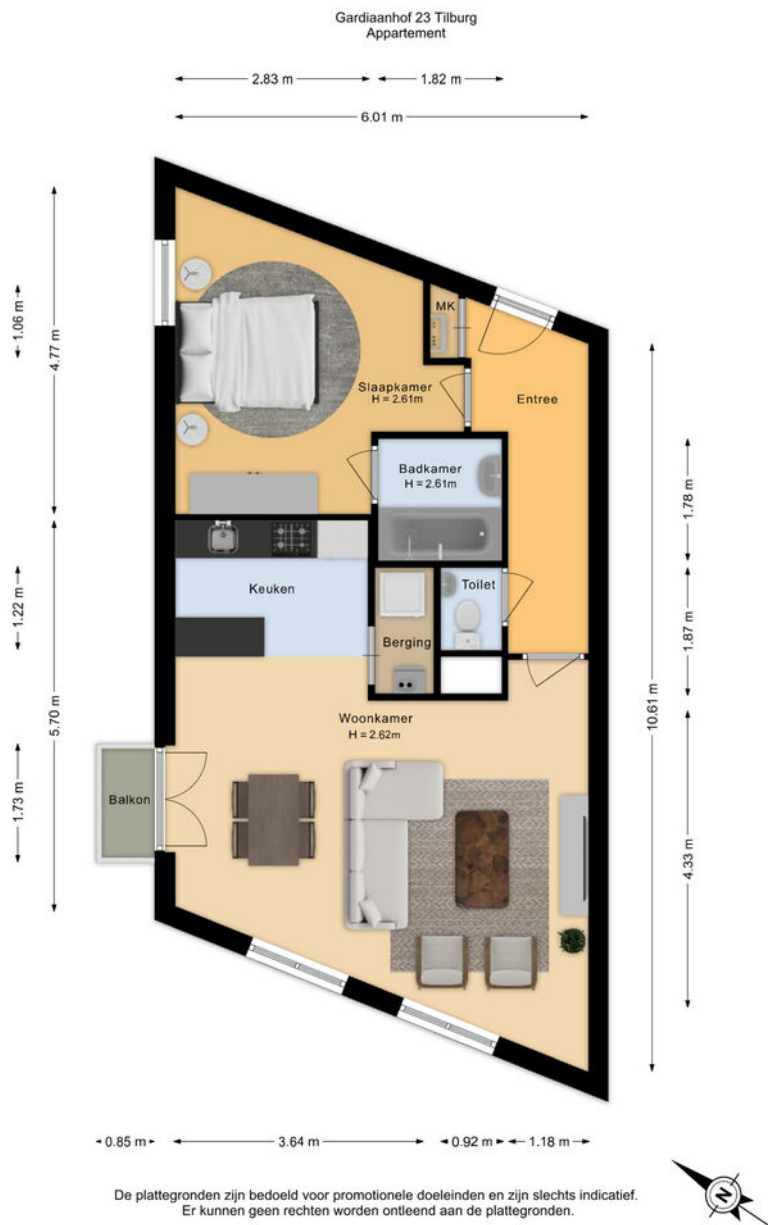 Gardiaanhof 23 Tilburg
Appartement
2.83 m
1.82 m
6.01 m
4.77 m
1.06 m
MK
Slaapkamer
H = 2.61m
Entree
Badkamer
H = 2.61m
1.78 m
Keuken
Toilet
1.22 m
5.70 m
Berging
1.87 m
10.61 m
Woonkamer
H = 2.62m
Balkon
1.73 m
4.33 m
0.85 m
3.64 m
0.92 m
1.18 m
N
De plattegronden zijn bedoeld voor promotionele doeleinden en zijn slechts indicatief.
Er kunnen geen rechten worden ontleend aan de plattegronden.